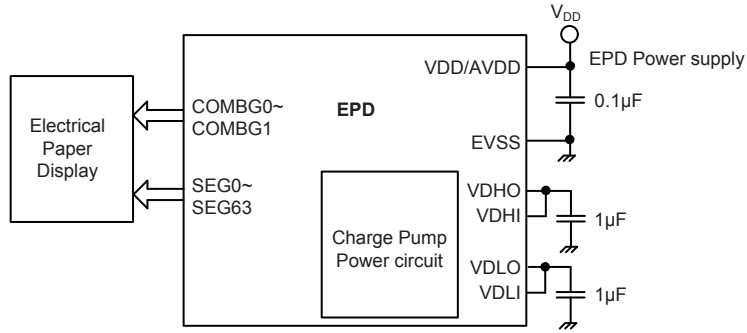 V_DD
VDD/AVDD
EPD Power supply
0.1µF
EVSS
Electrical
Paper
Display
COMBG0~
COMBG1
EPD
SEG0~
SEG63
Charge Pump
Power circuit
VDHO
VDHI
1µF
VDLO
VDLI
1µF